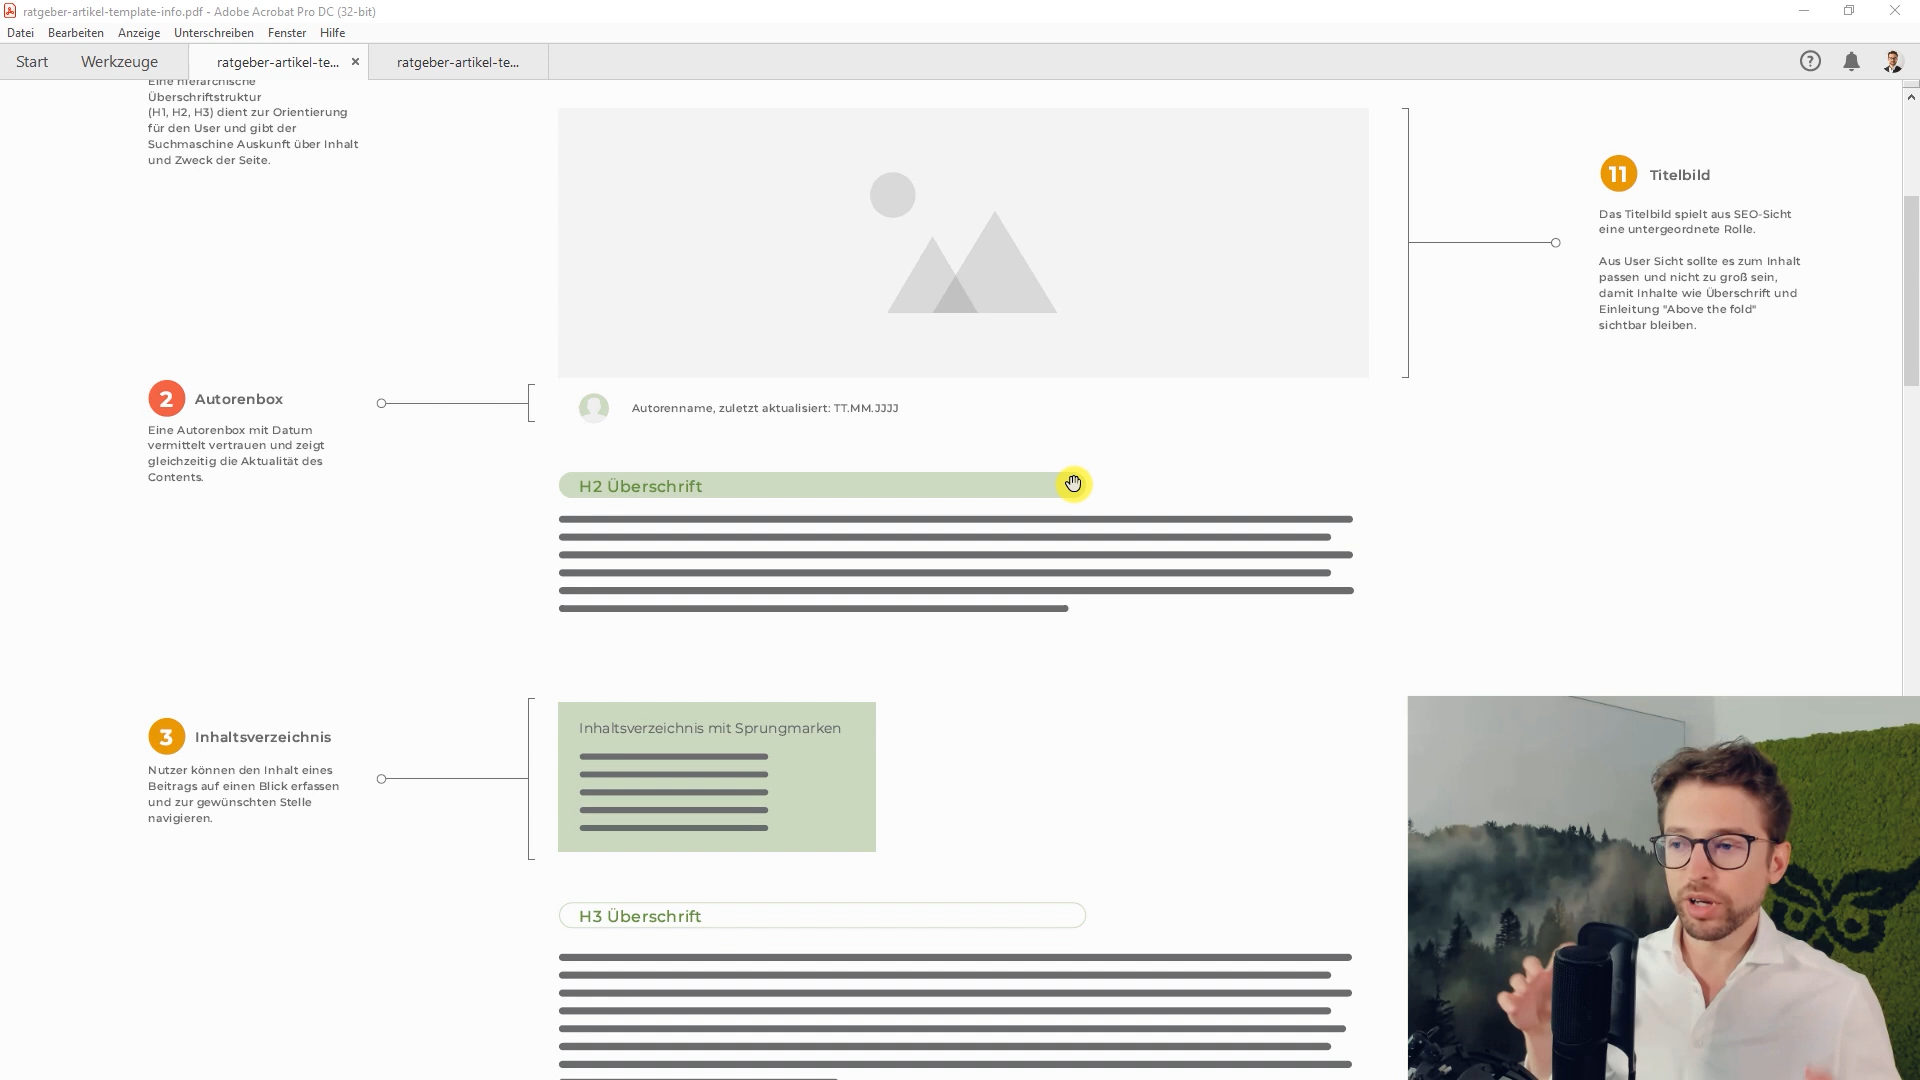 ratgeber-artikel-template-info.pdf - Adobe Acrobat Pro DC (32-bit)
Datei Bearbeiten Anzeige Unterschreiben Fenster Hilfe
Start Werkzeuge ratgeber-artikel-te... × ratgeber-artikel-te...
Eine hierarchische
Überschriftstruktur
(H1, H2, H3) dient zur Orientierung
für den User und gibt der
Suchmaschine Auskunft über Inhalt
und Zweck der Seite.
11 Titelbild
Das Titelbild spielt aus SEO-Sicht
eine untergeordnete Rolle.
Aus User Sicht sollte es zum Inhalt
passen und nicht zu groß sein,
damit Inhalte wie Überschrift und
Einleitung "Above the fold"
sichtbar bleiben.
2 Autorenbox
Eine Autorenbox mit Datum
vermittelt vertrauen und zeigt
gleichzeitig die Aktualität des
Contents.
Autorenname, zuletzt aktualisiert: TT.MM.JJJJ
H2 Überschrift
3 Inhaltsverzeichnis
Nutzer können den Inhalt eines
Beitrags auf einen Blick erfassen
und zur gewünschten Stelle
navigieren.
Inhaltsverzeichnis mit Sprungmarken
H3 Überschrift